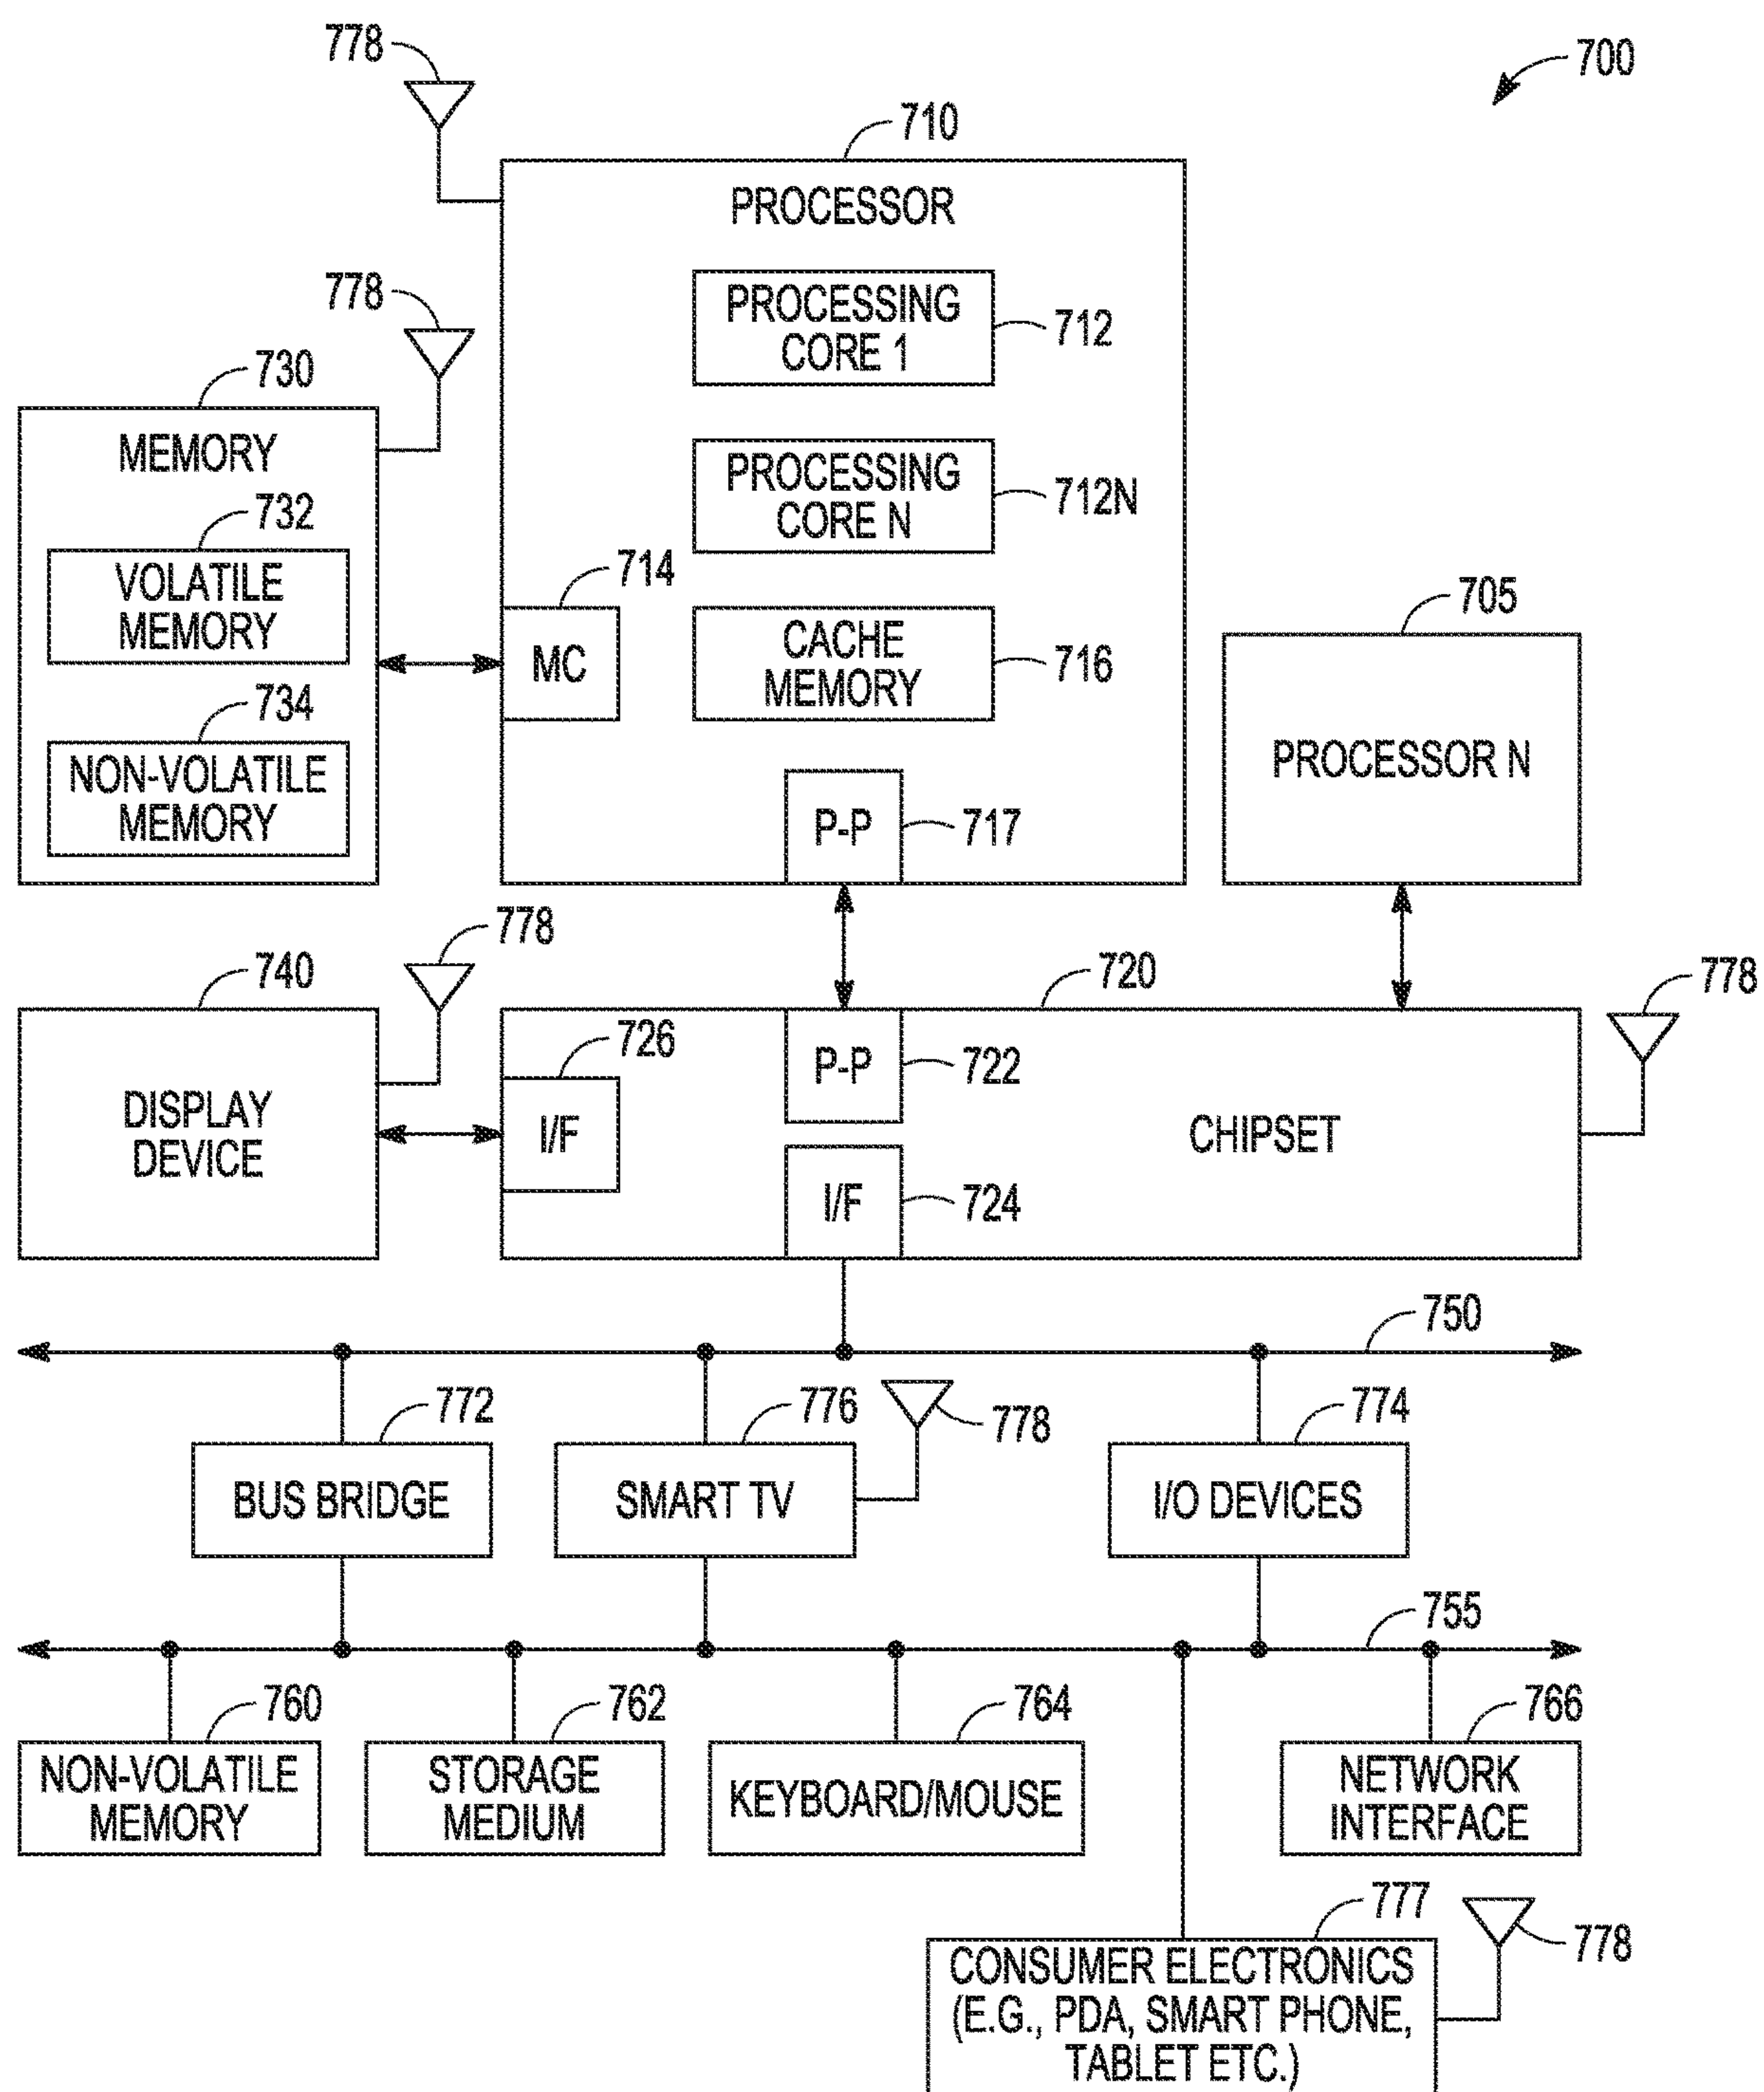 778
700
710
PROCESSOR
778
PROCESSING
CORE 1
712
730
MEMORY
PROCESSING
CORE N
712N
732
VOLATILE
MEMORY
714
MC
CACHE
MEMORY
716
705
PROCESSOR N
734
NON-VOLATILE
MEMORY
P-P
717
778
740
720
778
726
P-P
722
DISPLAY
DEVICE
I/F
CHIPSET
I/F
724
750
772
776
778
774
BUS BRIDGE
SMART TV
I/O DEVICES
755
760
762
764
766
NON-VOLATILE
MEMORY
STORAGE
MEDIUM
KEYBOARD/MOUSE
NETWORK
INTERFACE
777
778
CONSUMER ELECTRONICS
(E.G., PDA, SMART PHONE,
TABLET ETC.)